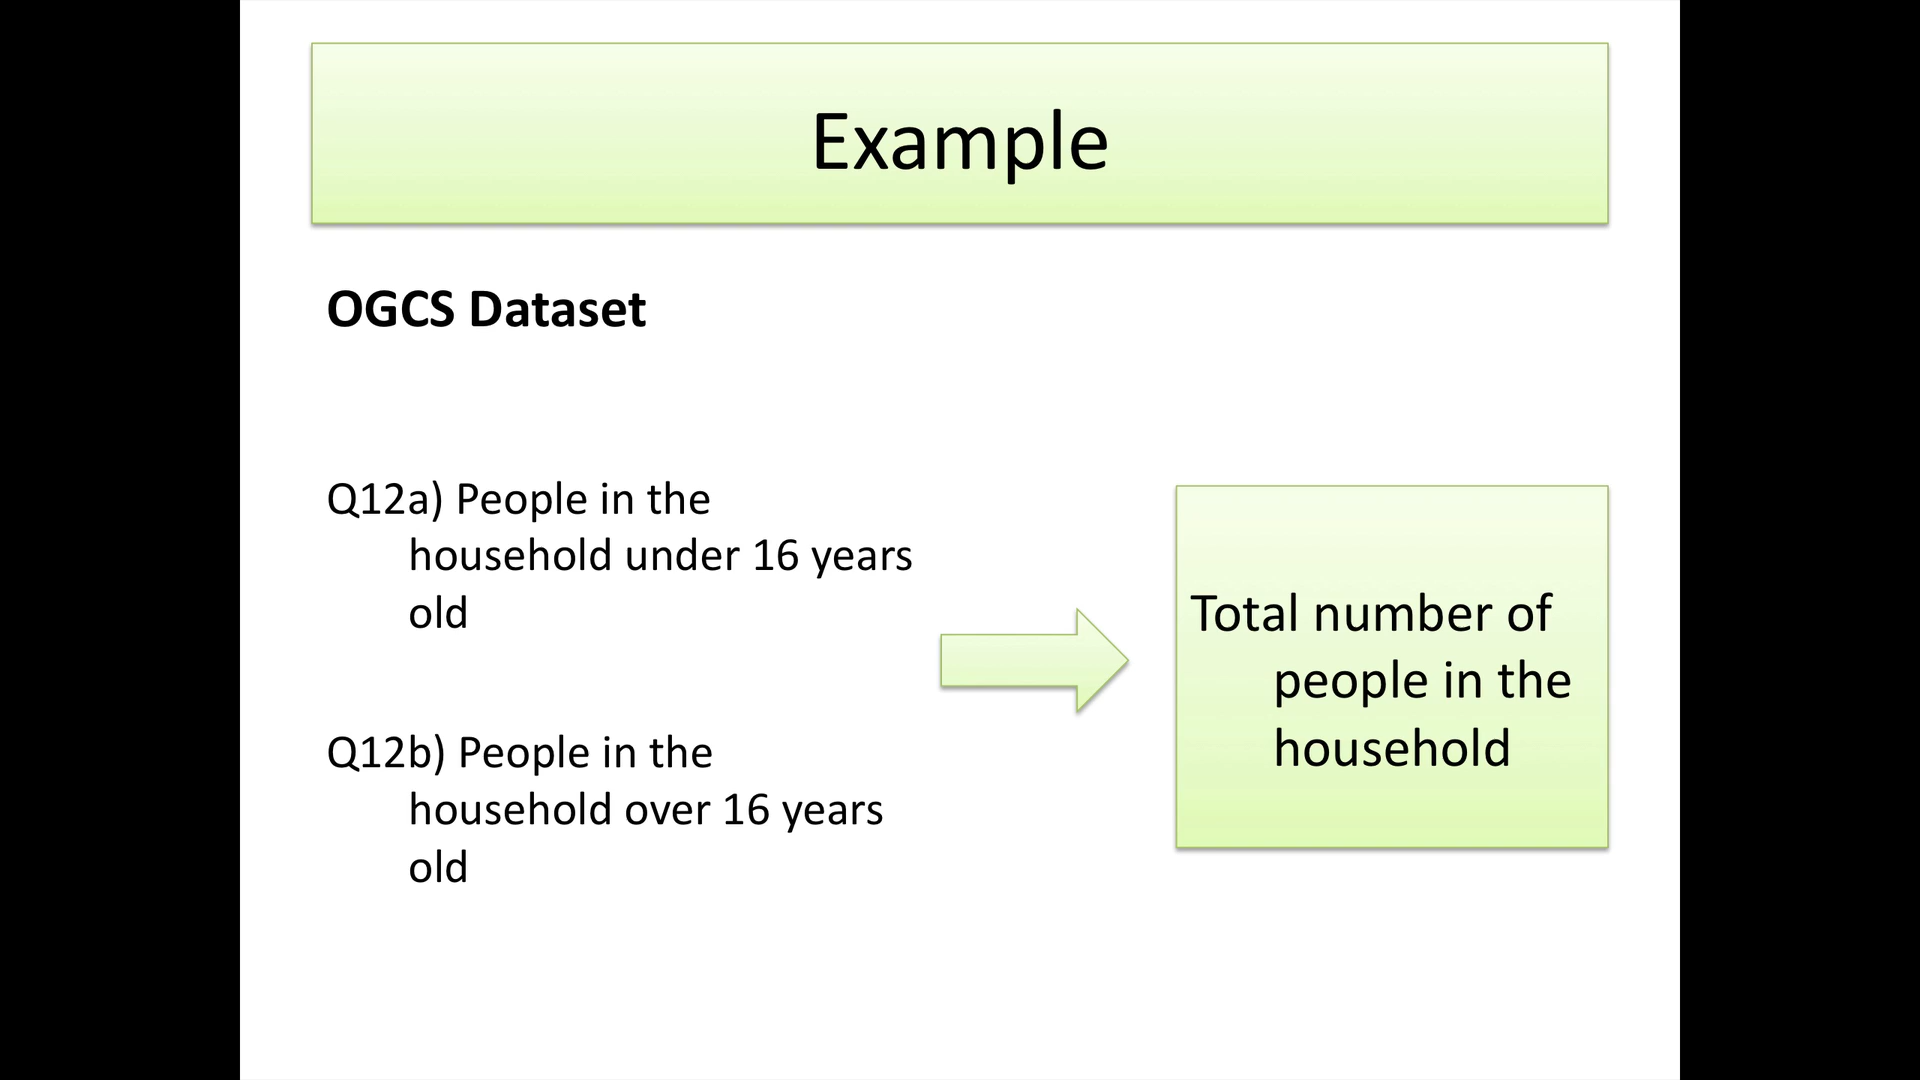 Example
OGCS Dataset
Q12a) People in the
household under 16 years
old
Q12b) People in the
household over 16 years
old
Total number of
people in the
household